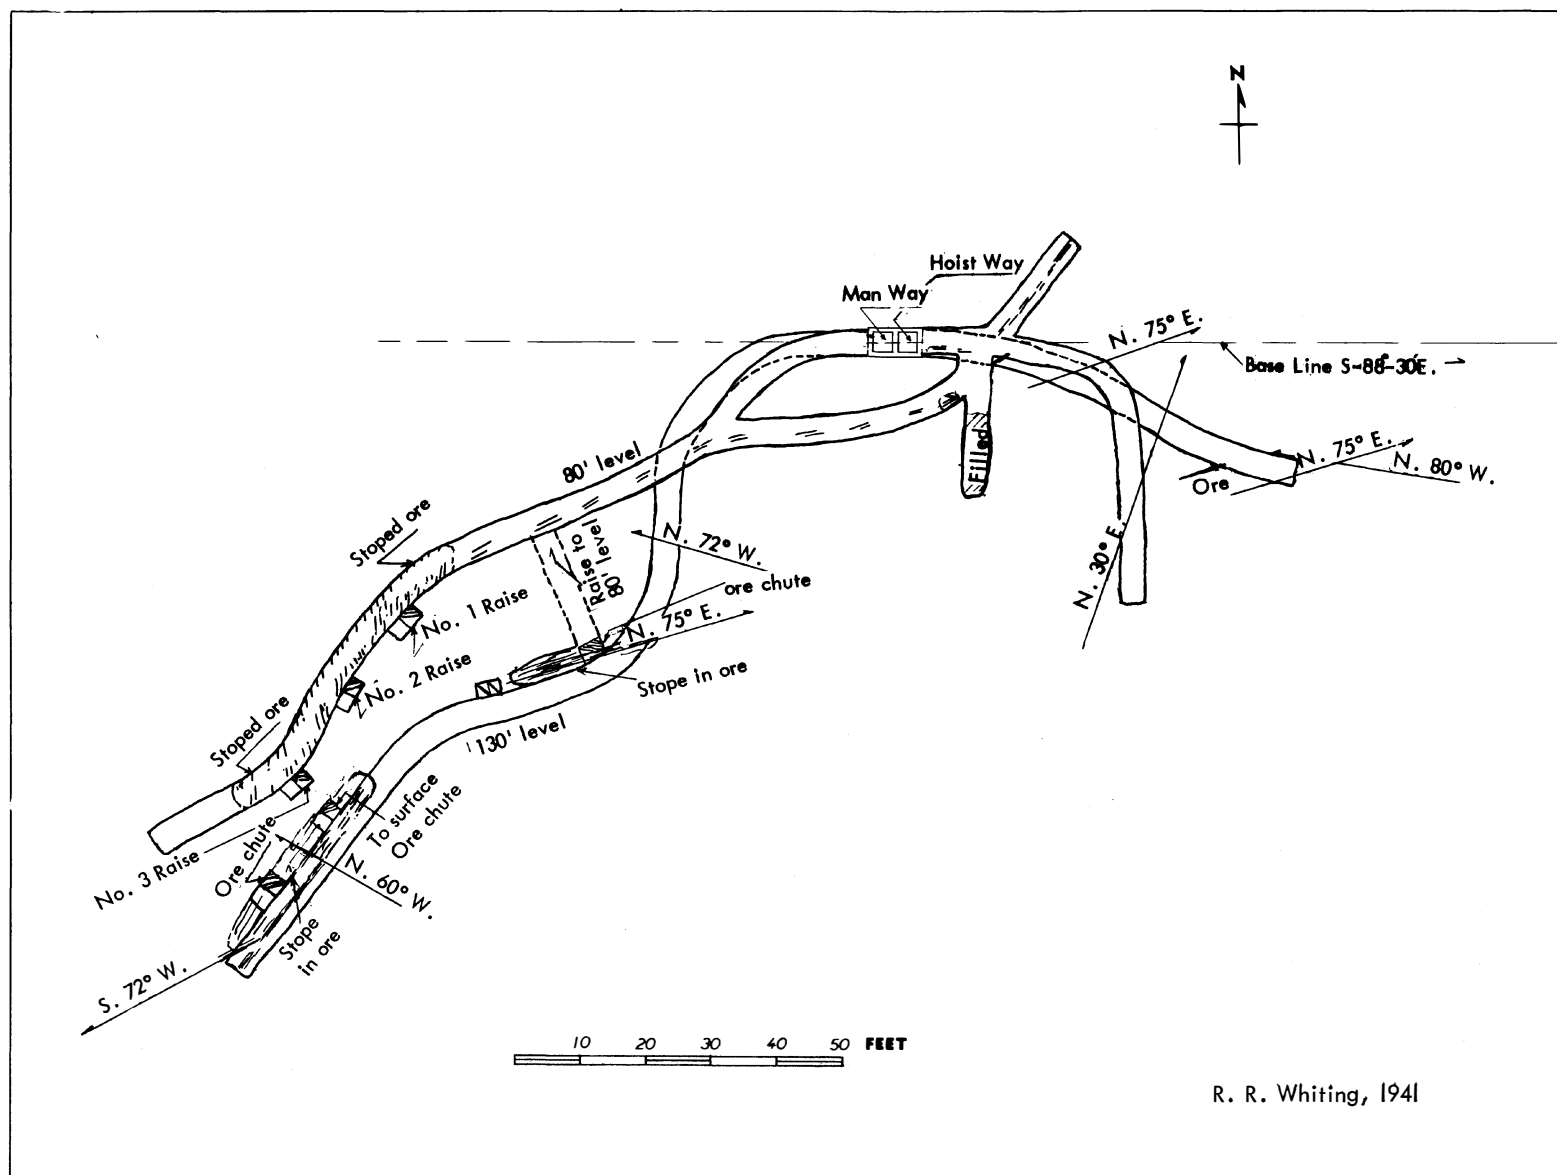 N
Hoist Way
Man Way
N. 75° E.
Base Line S-88°-30'E.
80' level
N. 75° E.
N. 80° W.
Ore
Filled
Stoped ore
Raise to
80' level
N. 72° W.
ore chute
N. 30° E.
No. 1 Raise
N. 75° E.
No. 2 Raise
Stope in ore
Stoped ore
130' level
To surface
Ore chute
Ore chute
No. 3 Raise
N. 60° W.
Stope
in ore
S. 72° W.
10 20 30 40 50 FEET
R. R. Whiting, 1941